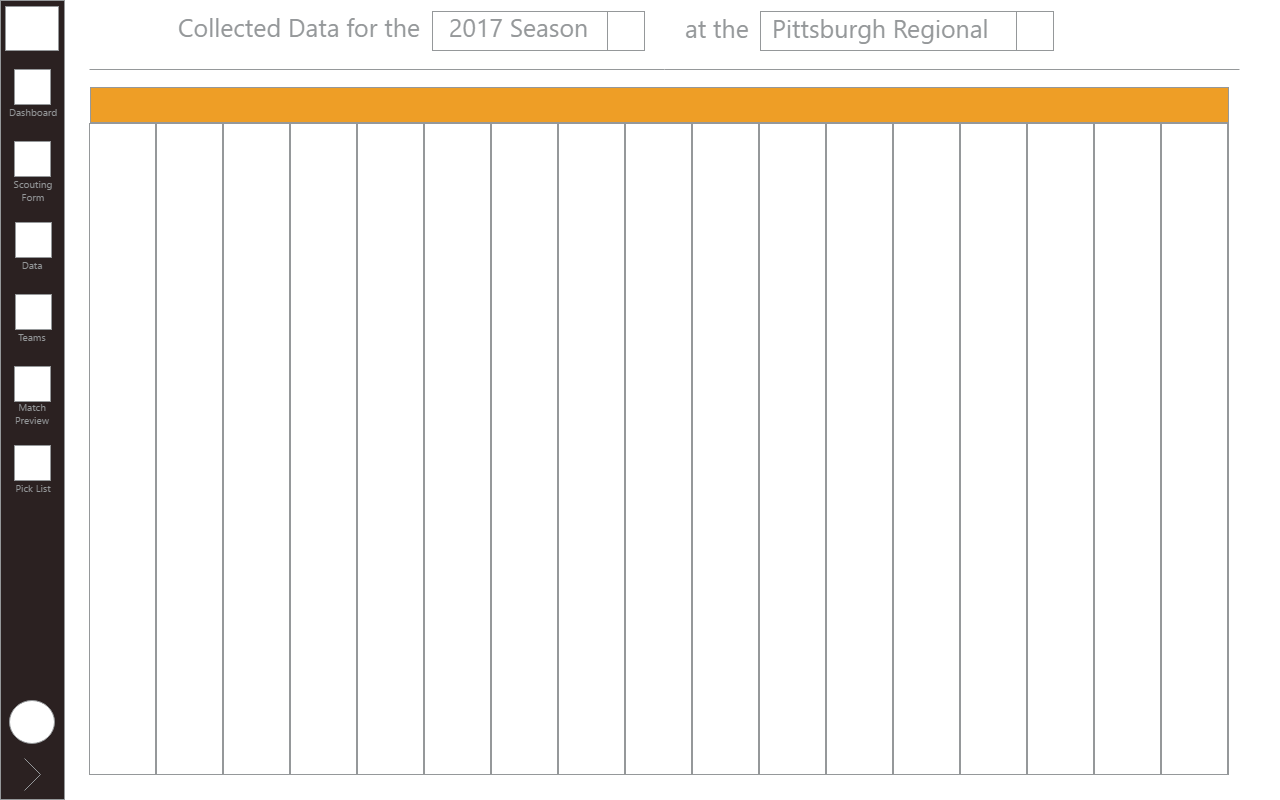 Collected Data for the 2017 Season at the Pittsburgh Regional
Dashboard
Scouting
Form
Data
Teams
Match
Preview
Pick List